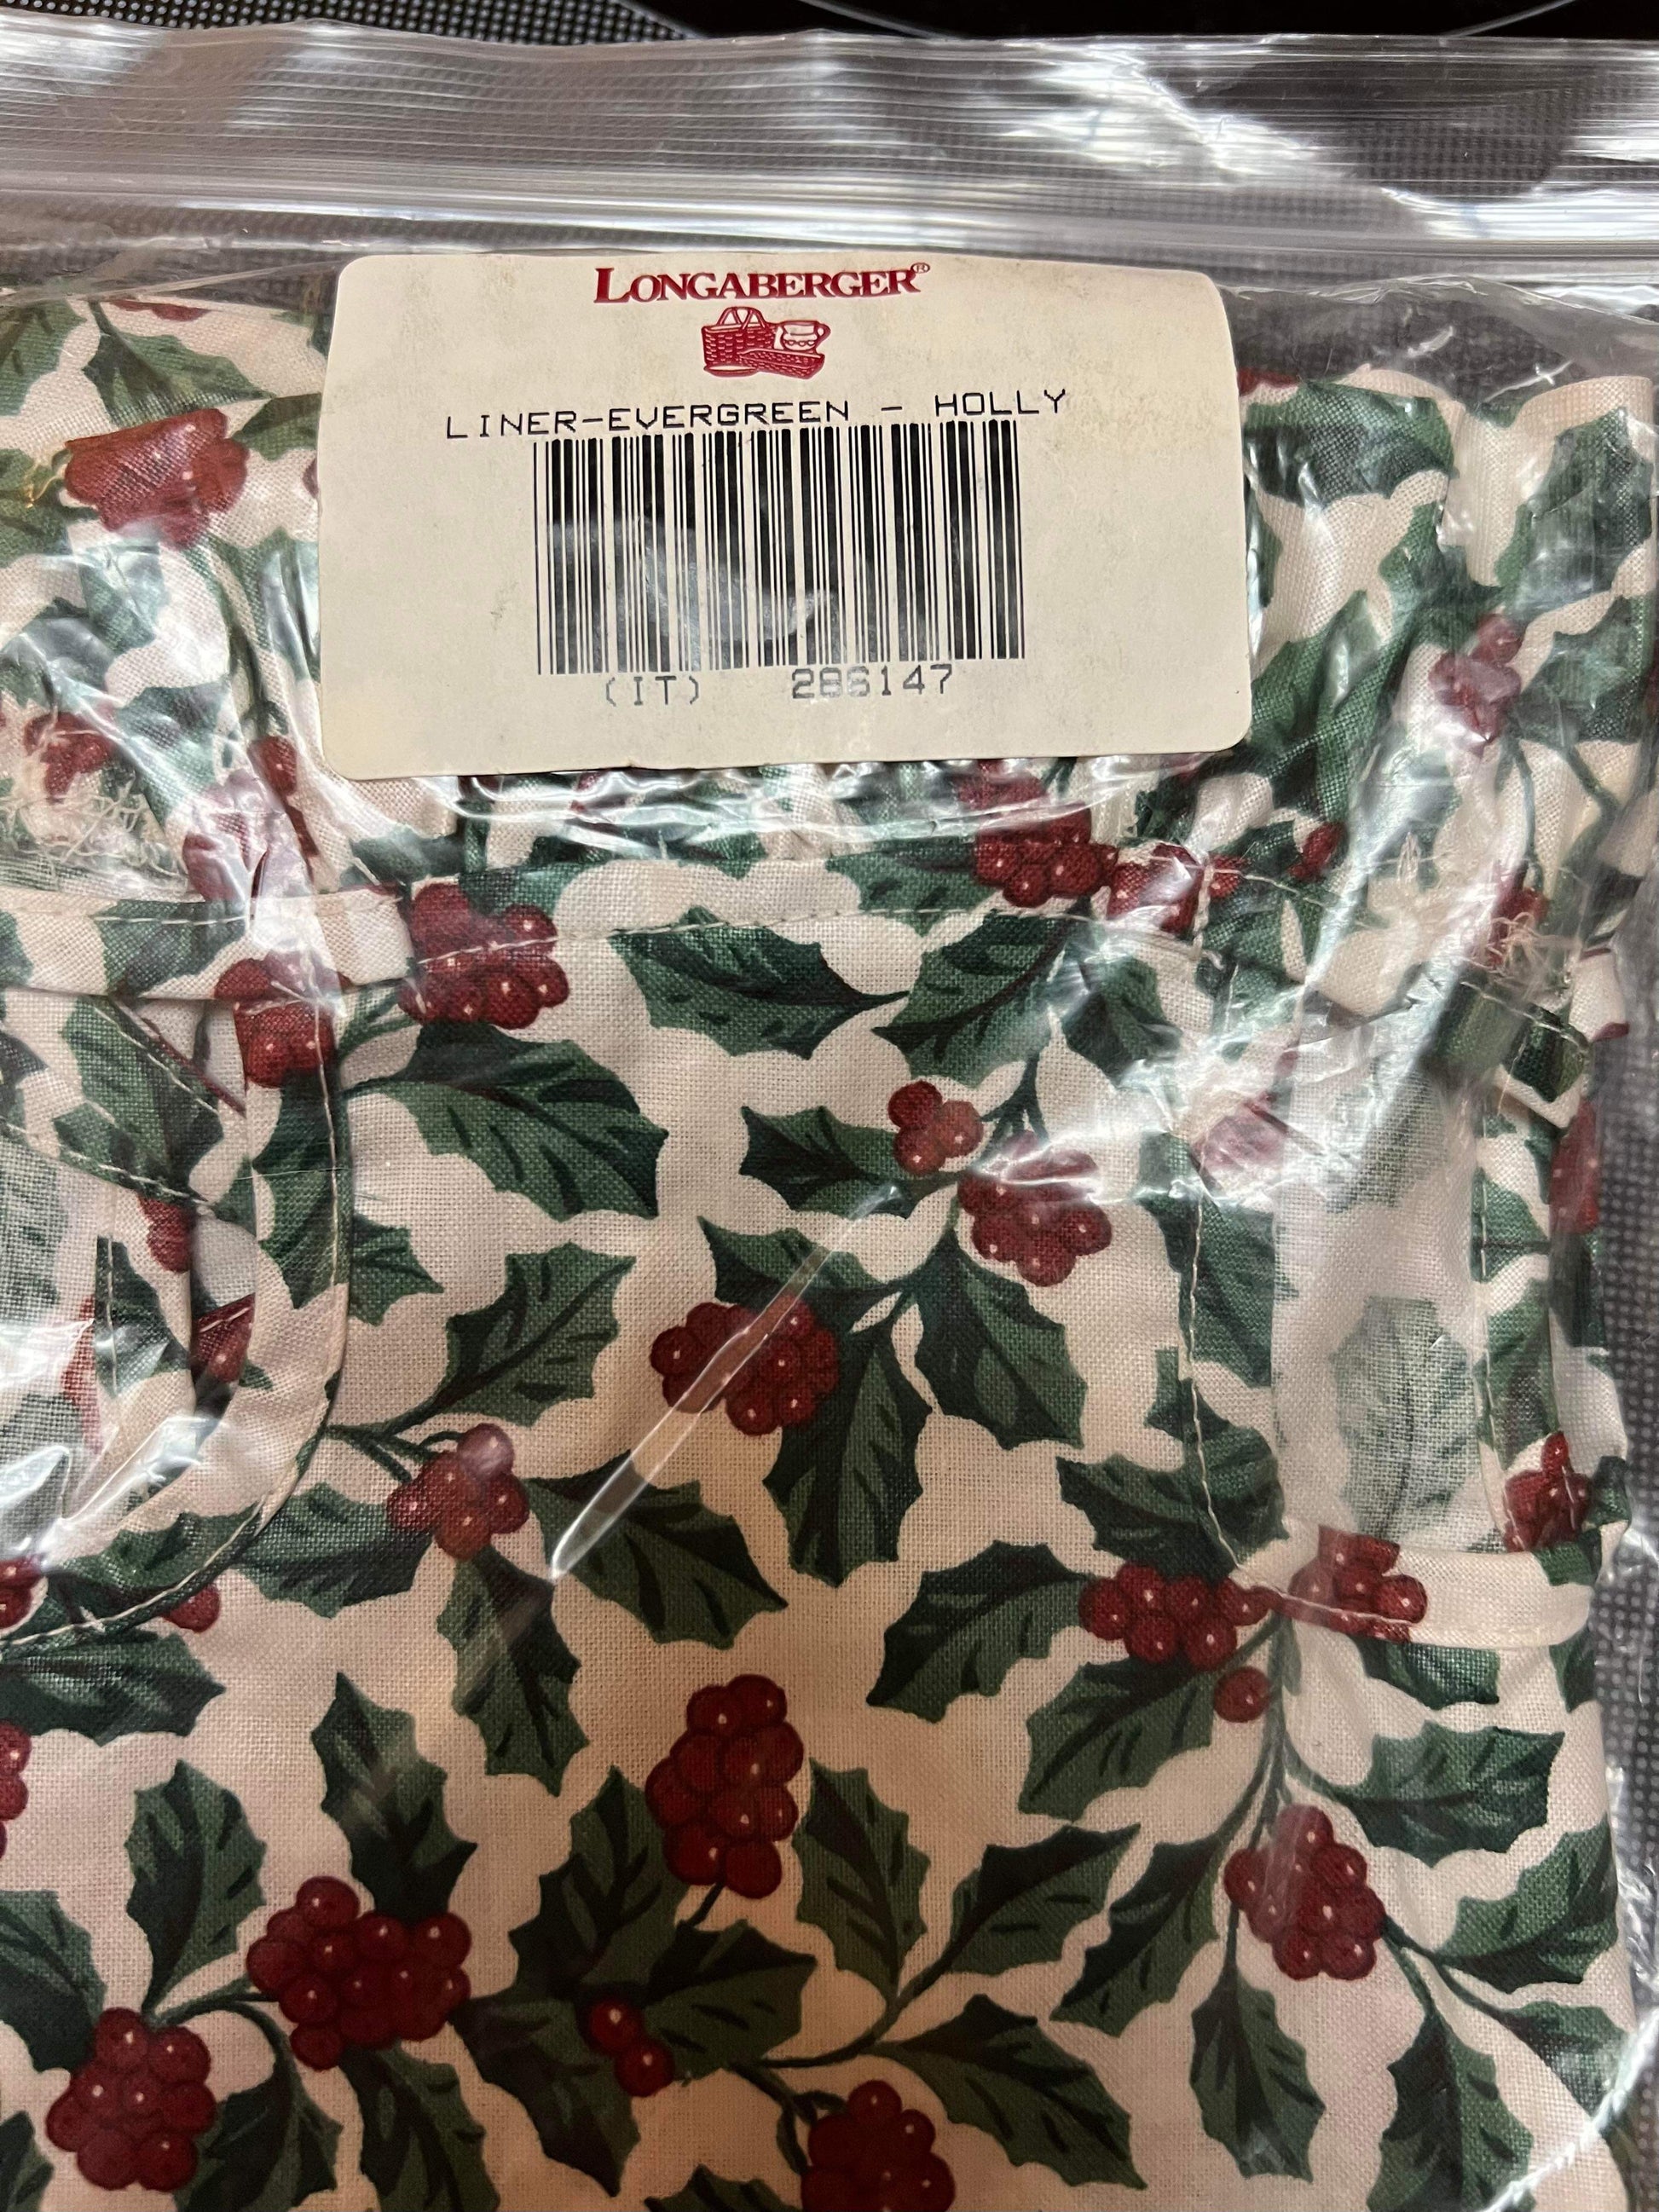 LONGABERGER®
LINER-EVERGREEN - HOLLY
(IT) 286147